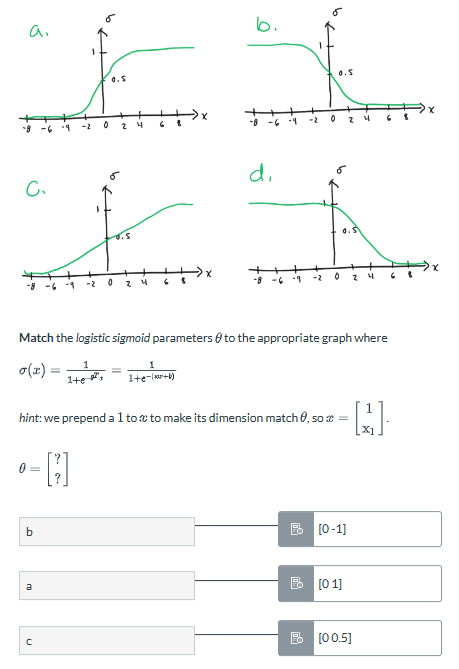 a.
σ
1
0.5
-8 -6 -4 -2 0 2 4 6 8 x
b.
σ
1
0.5
-8 -6 -4 -2 0 2 4 6 8 x
c.
σ
1
0.5
-8 -6 -4 -2 0 2 4 6 8 x
d.
σ
1
0.5
-8 -6 -4 -2 0 2 4 6 8 x
Match the logistic sigmoid parameters θ to the appropriate graph where
σ(x) = 1/(1+e^{-θ^T x}) = 1/(1+e^{-(wx+b)})
hint: we prepend a 1 to x to make its dimension match θ, so x = [1 x₁].
θ = [? ?]
b [0 -1]
a [0 1]
c [0 0.5]